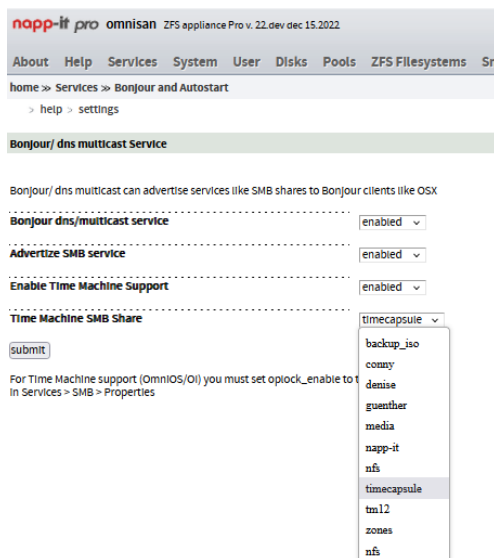 napp-it pro omnisan ZFS appliance Pro v. 22.dev dec 15.2022
About Help Services System User Disks Pools ZFS Filesystems
home >> Services >> Bonjour and Autostart
> help > settings
Bonjour/ dns multicast Service
Bonjour/ dns multicast can advertise services like SMB shares to Bonjour clients like OSX
Bonjour dns/multicast service enabled
Advertize SMB service enabled
Enable Time Machine Support enabled
Time Machine SMB Share timecapsule
submit
backup_iso
conny
denise
guenther
media
napp-it
nfs
timecapsule
tm12
zones
nfs
For Time Machine support (OmniOS/OI) you must set oplock_enable to
in Services > SMB > Properties